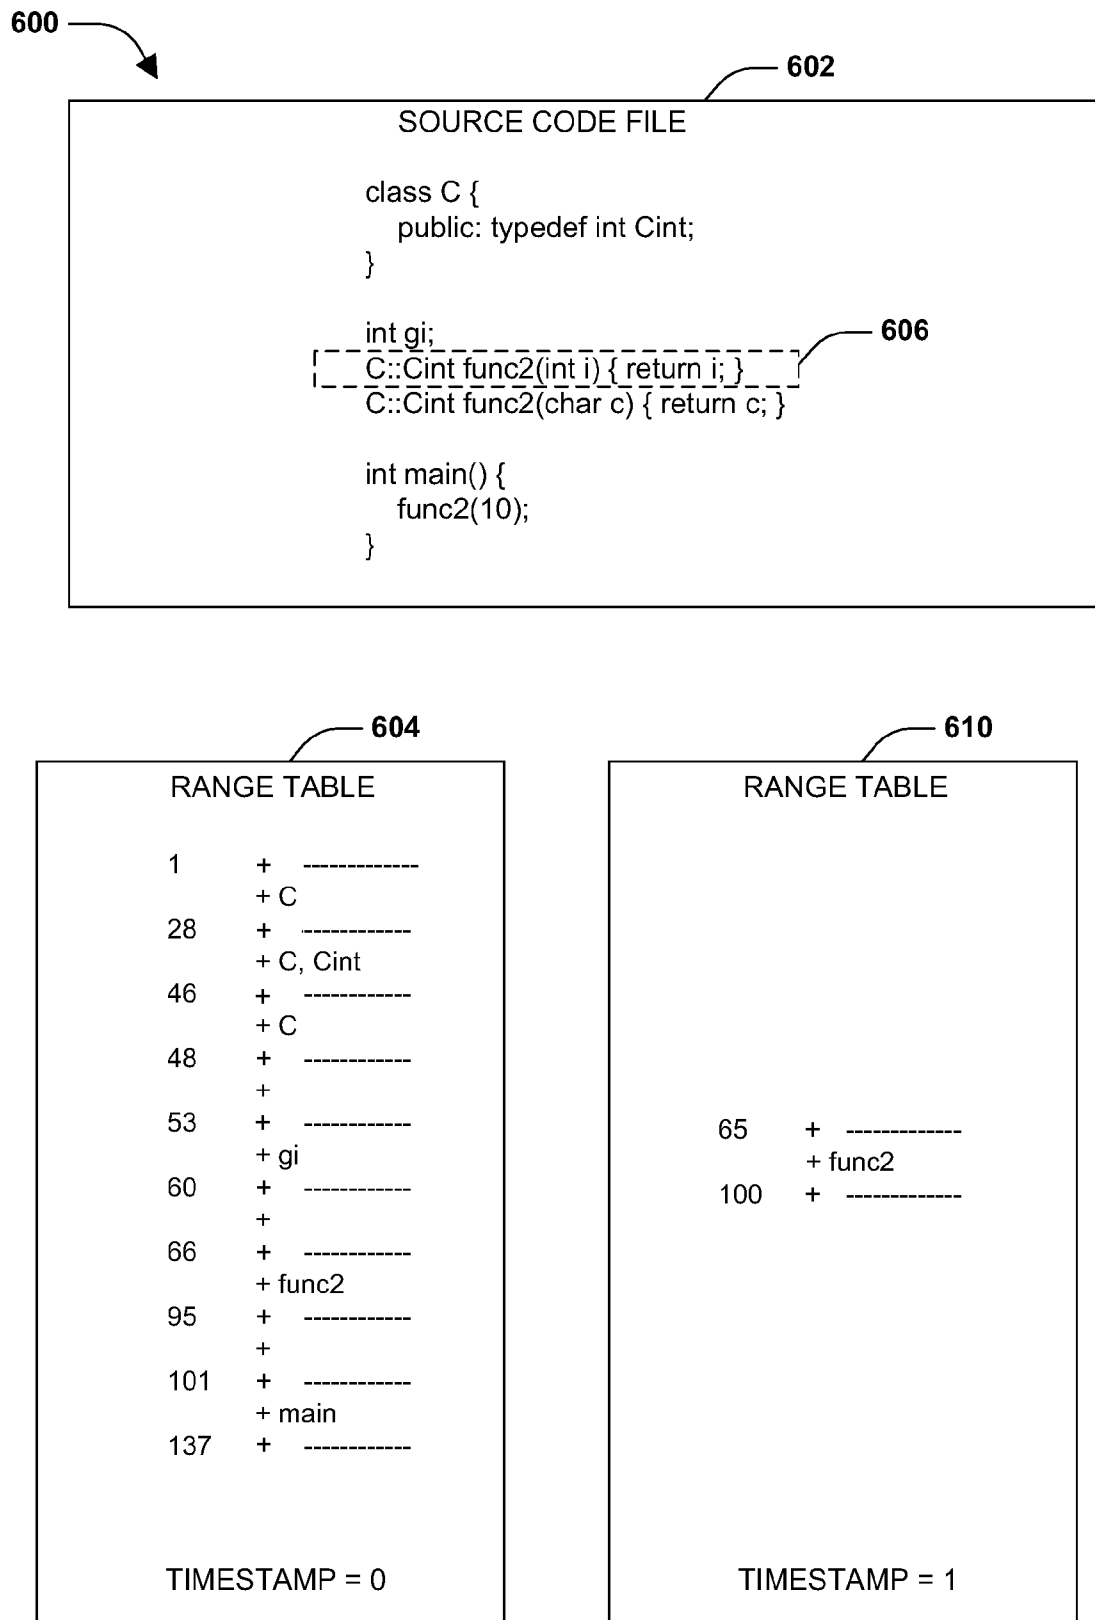 600
602
SOURCE CODE FILE
class C {
public: typedef int Cint;
}
int gi;
606
C::Cint func2(int i) { return i; }
C::Cint func2(char c) { return c; }
int main() {
func2(10);
}
604
RANGE TABLE
1 + -------------
+ C
28 + ------------
+ C, Cint
46 + ------------
+ C
48 + ------------
+
53 + ------------
+ gi
60 + ------------
+
66 + ------------
+ func2
95 + ------------
+
101 + ------------
+ main
137 + ------------
TIMESTAMP = 0
610
RANGE TABLE
65 + -------------
+ func2
100 + -------------
TIMESTAMP = 1